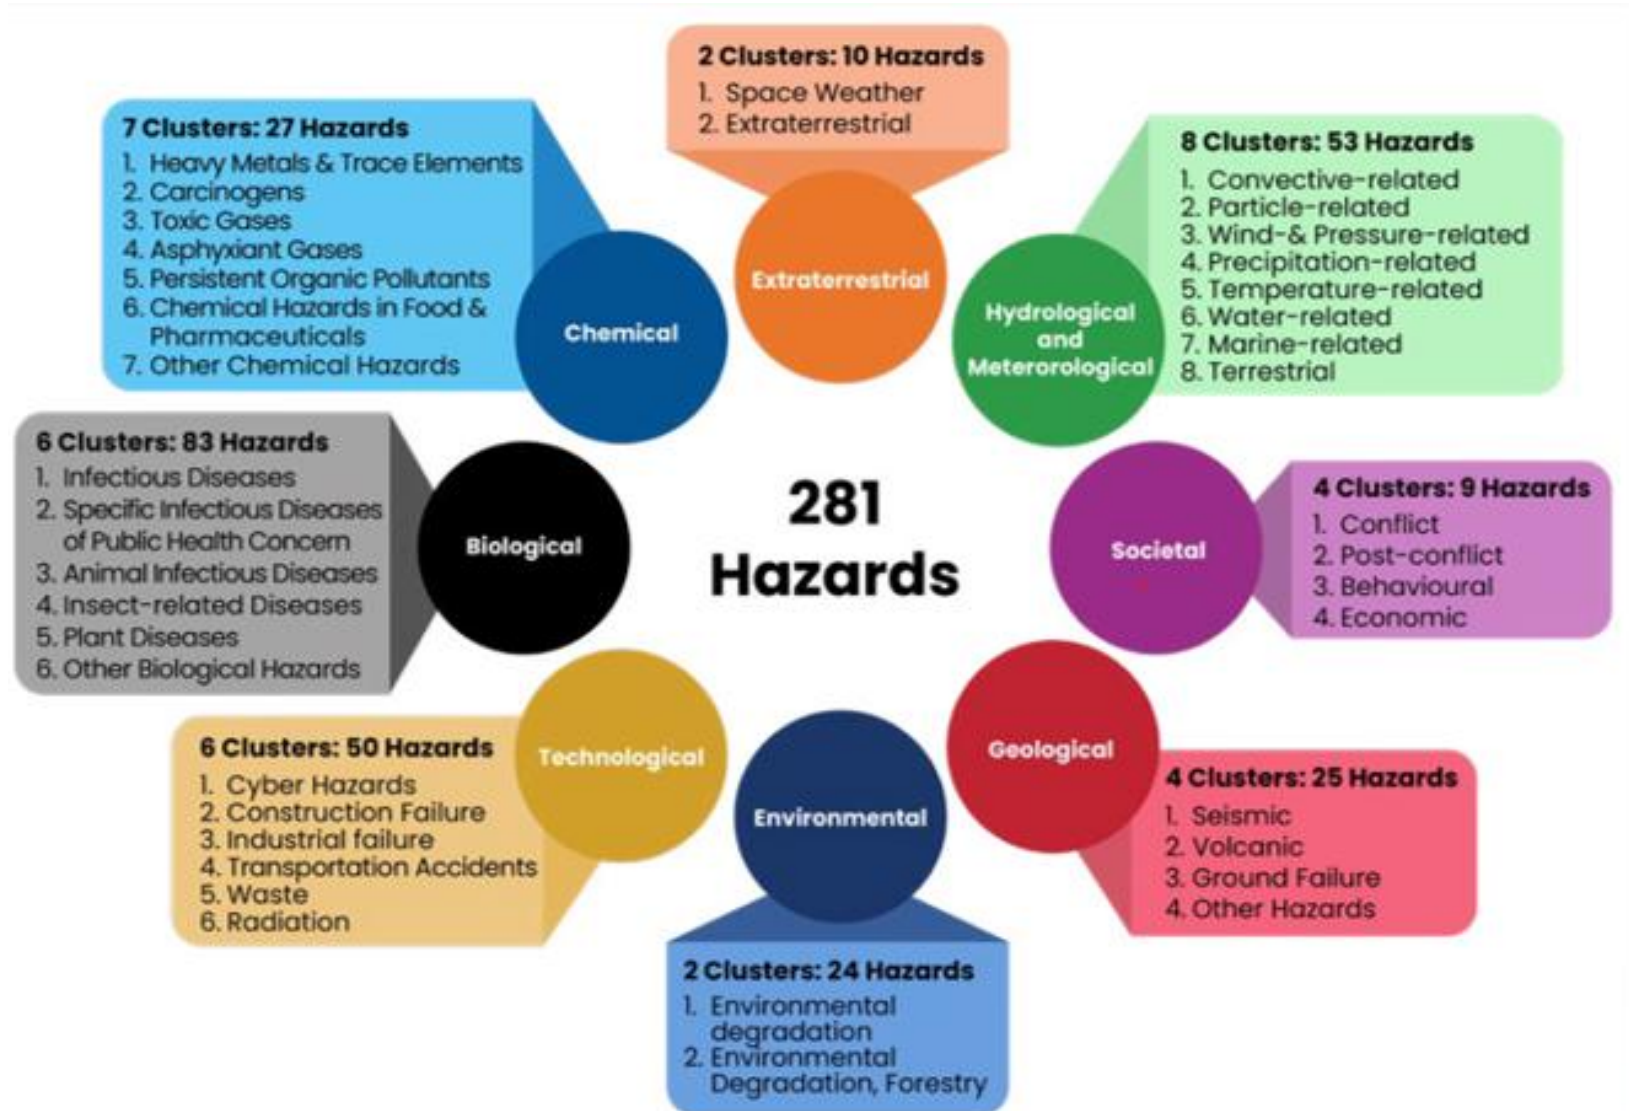 2 Clusters: 10 Hazards
1. Space Weather
2. Extraterrestrial
Extraterrestrial
7 Clusters: 27 Hazards
1. Heavy Metals & Trace Elements
2. Carcinogens
3. Toxic Gases
4. Asphyxiant Gases
5. Persistent Organic Pollutants
6. Chemical Hazards in Food &
Pharmaceuticals
7. Other Chemical Hazards
Chemical
8 Clusters: 53 Hazards
1. Convective-related
2. Particle-related
3. Wind-& Pressure-related
4. Precipitation-related
5. Temperature-related
6. Water-related
7. Marine-related
8. Terrestrial
Hydrological
and
Meterorological
6 Clusters: 83 Hazards
1. Infectious Diseases
2. Specific Infectious Diseases
of Public Health Concern
3. Animal Infectious Diseases
4. Insect-related Diseases
5. Plant Diseases
6. Other Biological Hazards
Biological
281
Hazards
Societal
4 Clusters: 9 Hazards
1. Conflict
2. Post-conflict
3. Behavioural
4. Economic
6 Clusters: 50 Hazards
1. Cyber Hazards
2. Construction Failure
3. Industrial failure
4. Transportation Accidents
5. Waste
6. Radiation
Technological
Environmental
2 Clusters: 24 Hazards
1. Environmental
degradation
2. Environmental
Degradation, Forestry
Geological
4 Clusters: 25 Hazards
1. Seismic
2. Volcanic
3. Ground Failure
4. Other Hazards